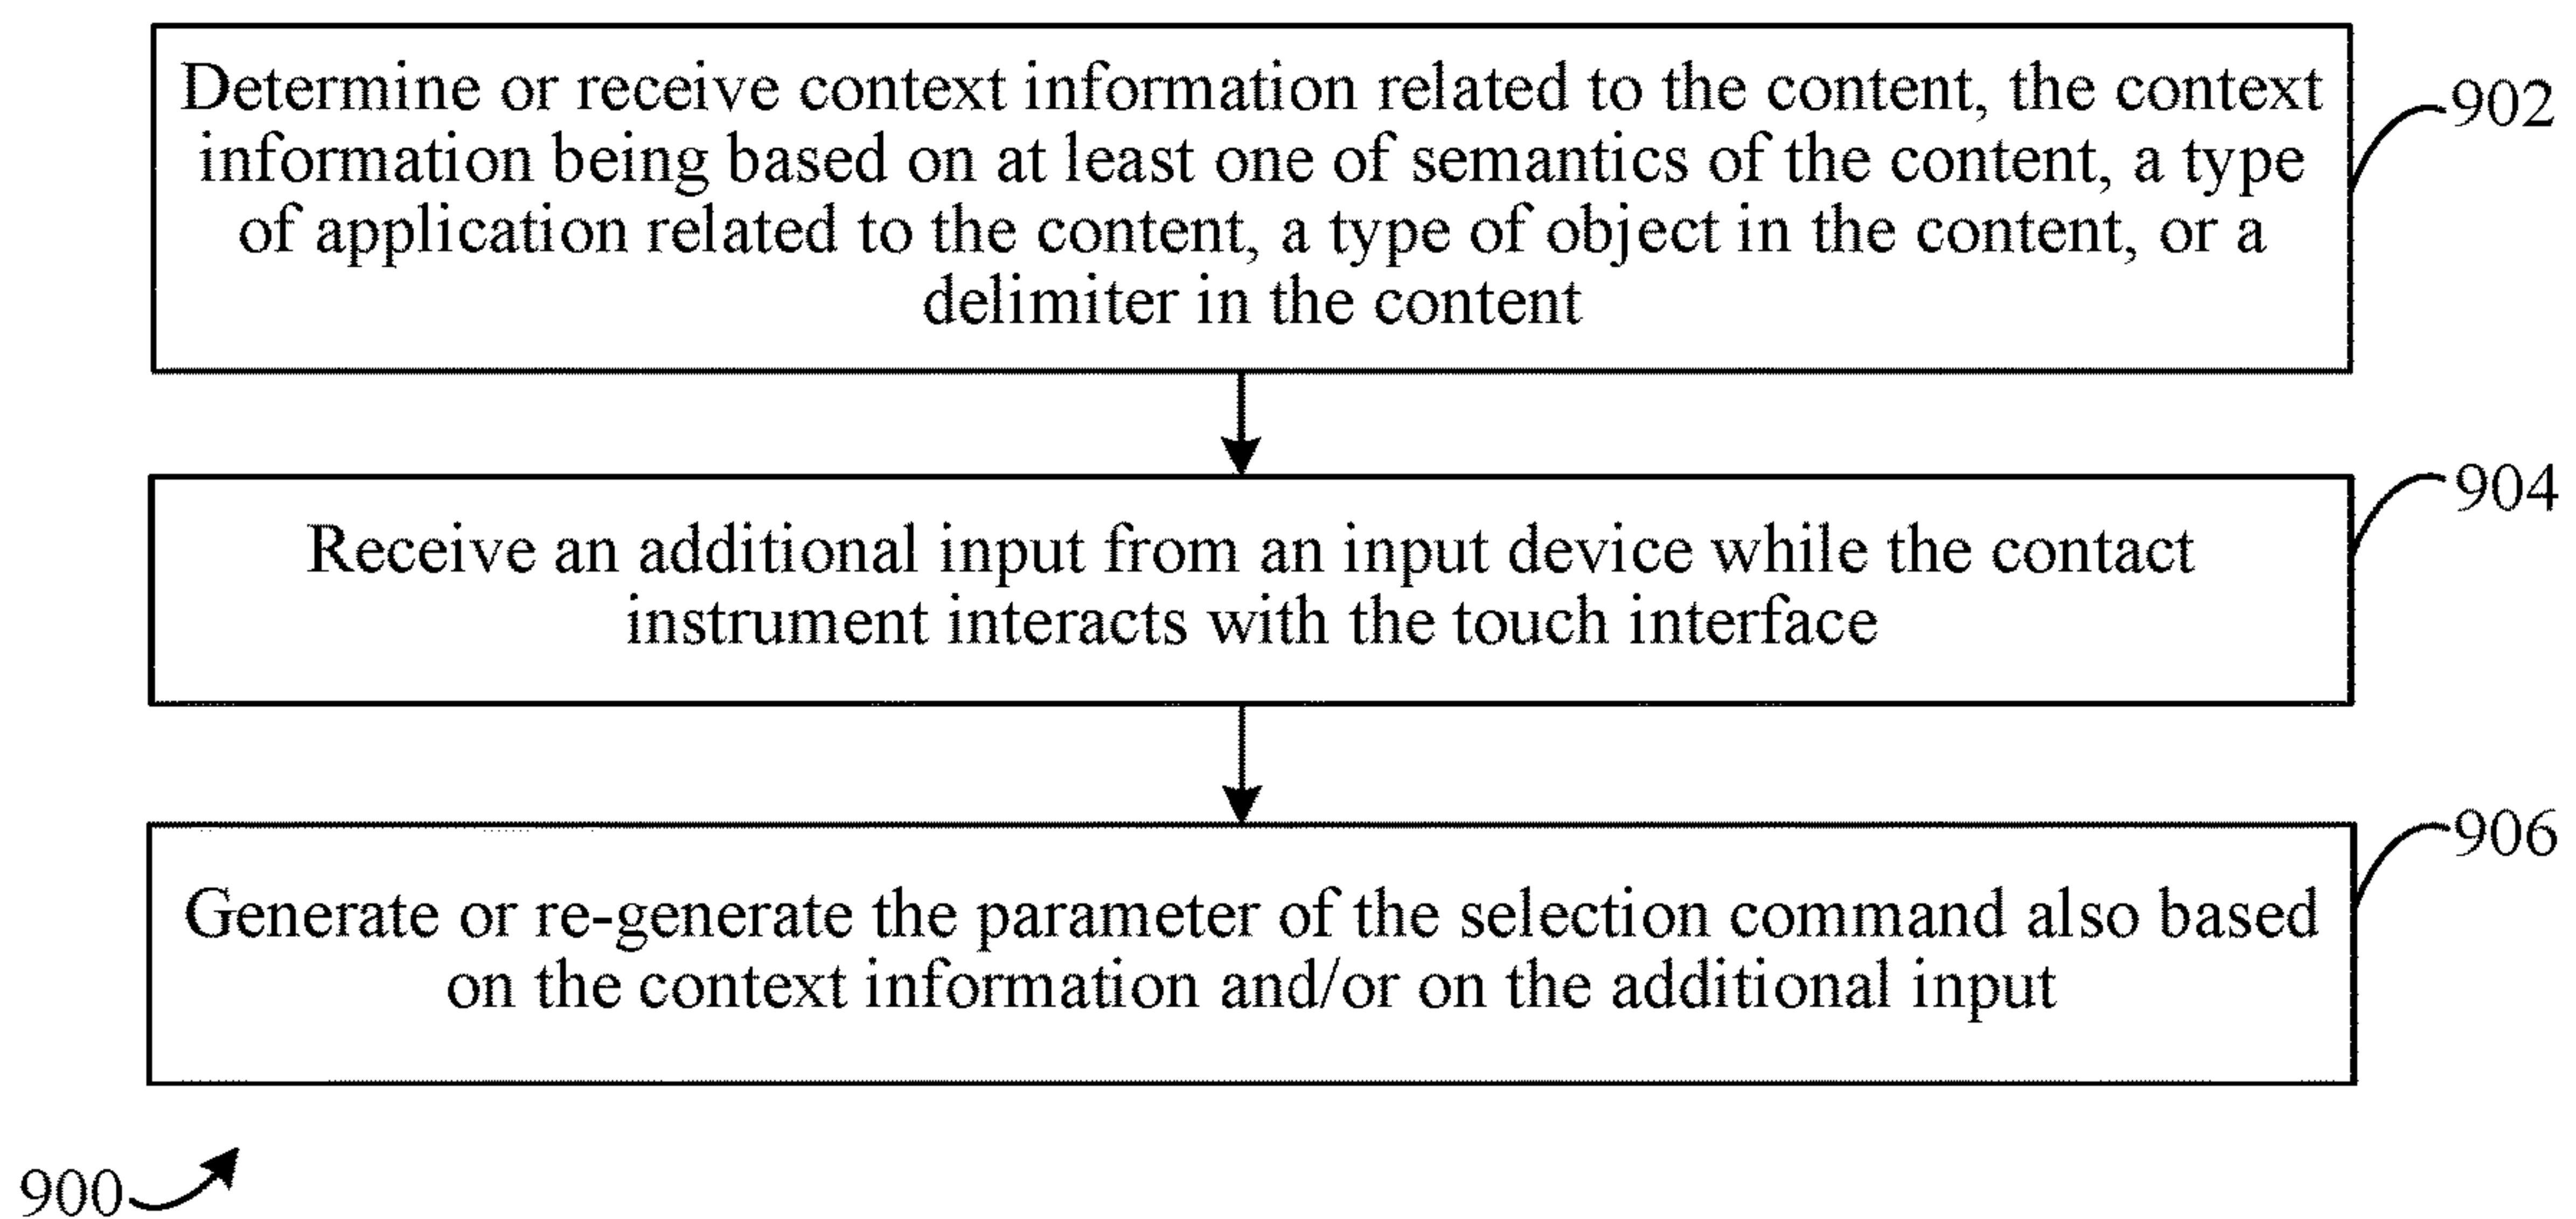 Determine or receive context information related to the content, the context
information being based on at least one of semantics of the content, a type
of application related to the content, a type of object in the content, or a
delimiter in the content
902
Receive an additional input from an input device while the contact
instrument interacts with the touch interface
904
Generate or re-generate the parameter of the selection command also based
on the context information and/or on the additional input
906
900